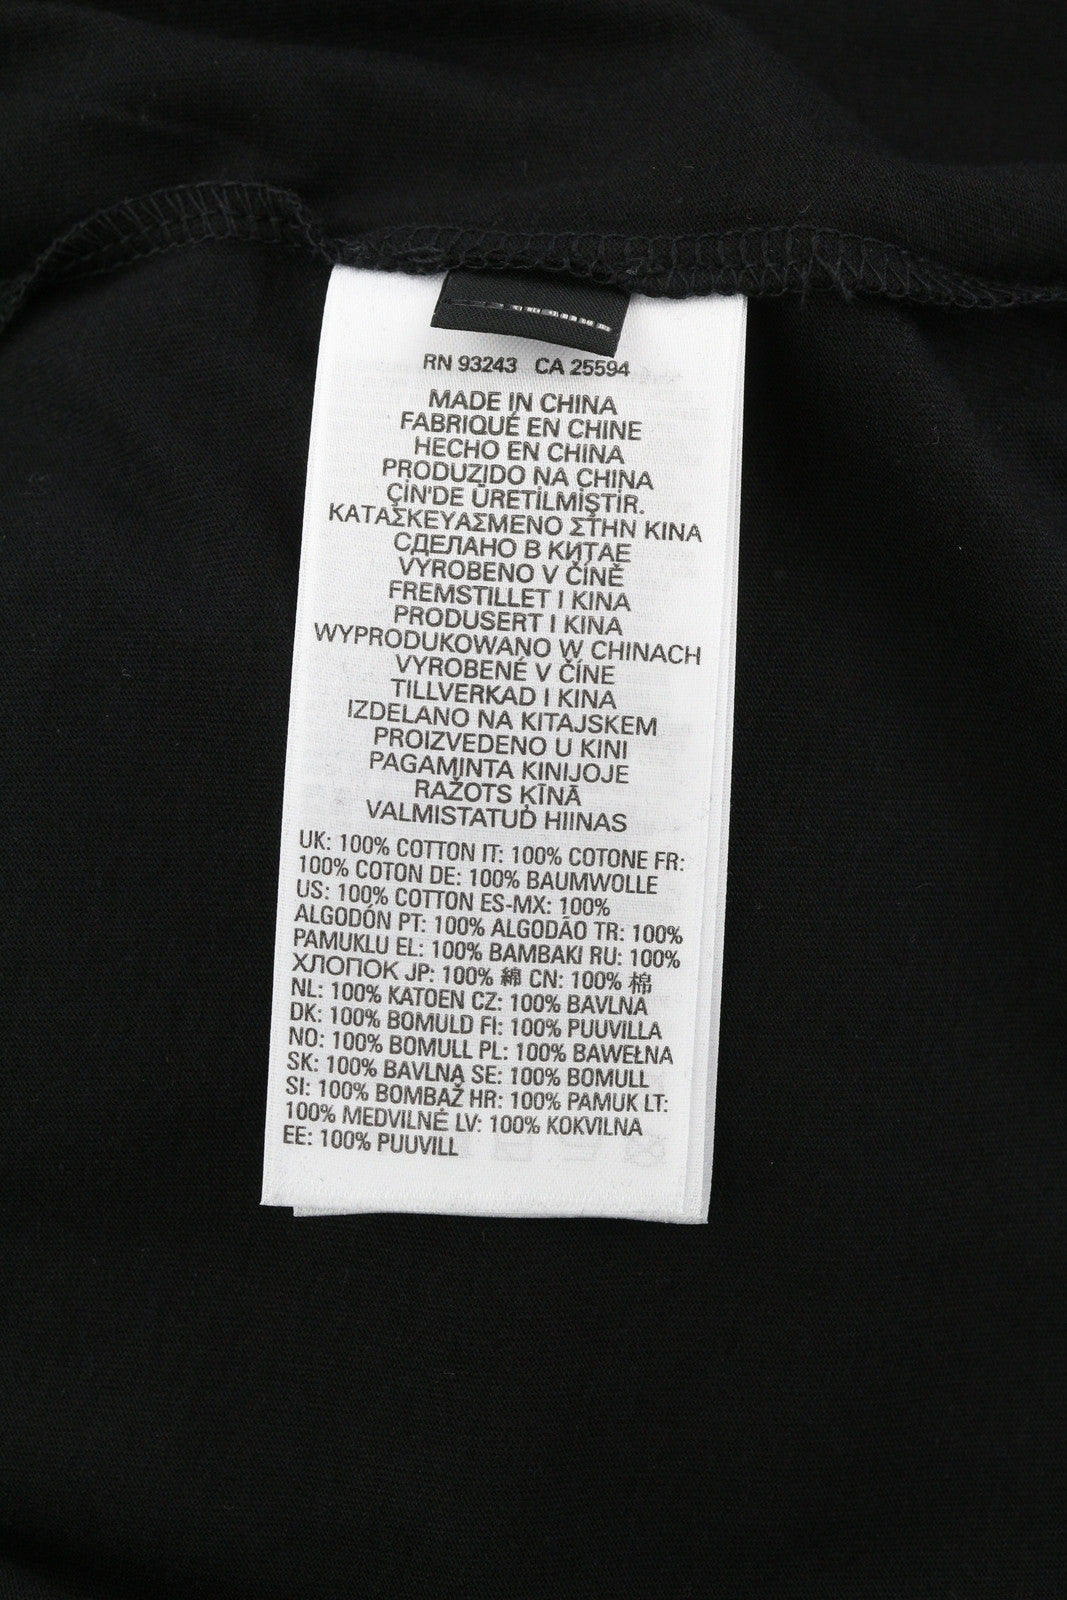 RN 93243 CA 25594
MADE IN CHINA
FABRIQUÉ EN CHINE
HECHO EN CHINA
PRODUZIDO NA CHINA
ÇİN'DE ÜRETİLMİŞTİR.
ΚΑΤΑΣΚΕΥΑΣΜΕΝΟ ΣΤΗΝ ΚΙΝΑ
СДЕЛАНО В КИТАЕ
VYROBENO V ČÍNĚ
FREMSTILLET I KINA
PRODUSERT I KINA
WYPRODUKOWANO W CHINACH
VYROBENÉ V ČÍNE
TILLVERKAD I KINA
IZDELANO NA KITAJSKEM
PROIZVEDENO U KINI
PAGAMINTA KINIJOJE
RAŽOTS ĶĪNĀ
VALMISTATUD HIINAS
UK: 100% COTTON IT: 100% COTONE FR:
100% COTON DE: 100% BAUMWOLLE
US: 100% COTTON ES-MX: 100%
ALGODÓN PT: 100% ALGODÃO TR: 100%
PAMUKLU EL: 100% BAMBAKI RU: 100%
ХЛОПОК JP: 100% 綿 CN: 100% 棉
NL: 100% KATOEN CZ: 100% BAVLNA
DK: 100% BOMULD FI: 100% PUUVILLA
NO: 100% BOMULL PL: 100% BAWEŁNA
SK: 100% BAVLNA SE: 100% BOMULL
SI: 100% BOMBAŽ HR: 100% PAMUK LT:
100% MEDVILNĖ LV: 100% KOKVILNA
EE: 100% PUUVILL